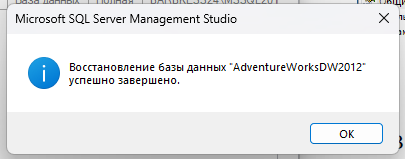 Microsoft SQL Server Management Studio
Восстановление базы данных "AdventureWorksDW2012"
успешно завершено.
OK